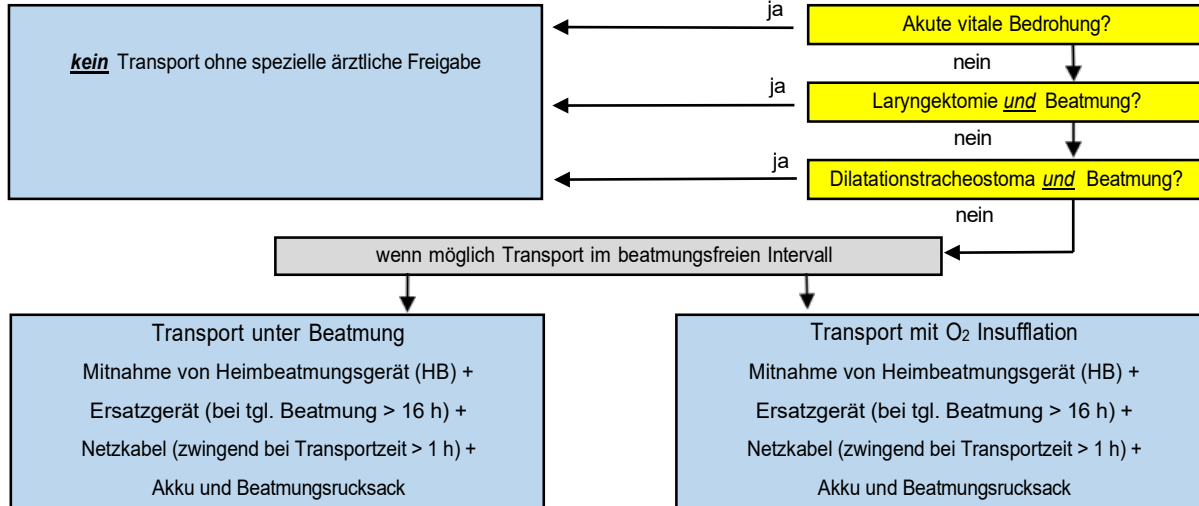 ja
Akute vitale Bedrohung?
kein Transport ohne spezielle ärztliche Freigabe
nein
ja
Laryngektomie und Beatmung?
nein
ja
Dilatationstracheostoma und Beatmung?
nein
wenn möglich Transport im beatmungsfreien Intervall
Transport unter Beatmung
Mitnahme von Heimbeatmungsgerät (HB) +
Ersatzgerät (bei tgl. Beatmung > 16 h) +
Netzkabel (zwingend bei Transportzeit > 1 h) +
Akku und Beatmungsrucksack
Transport mit O₂ Insufflation
Mitnahme von Heimbeatmungsgerät (HB) +
Ersatzgerät (bei tgl. Beatmung > 16 h) +
Netzkabel (zwingend bei Transportzeit > 1 h) +
Akku und Beatmungsrucksack